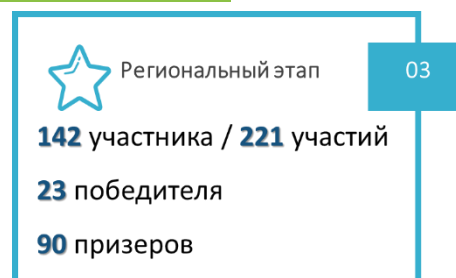 Региональный этап
03
142 участника / 221 участий
23 победителя
90 призеров